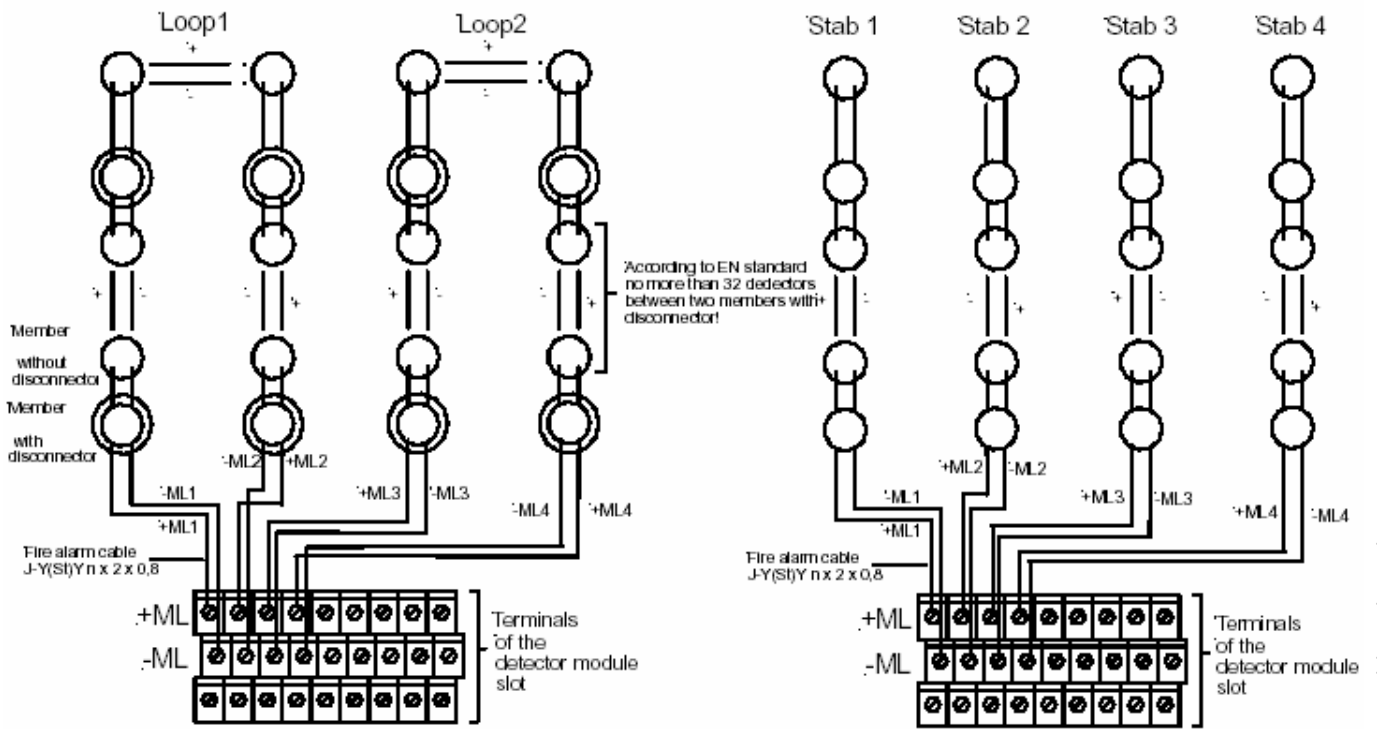 Loop1
Loop2
+
+
-
-
According to EN standard
no more than 32 dedectors
between two members with+
disconnector!
+ - - + + - - +
Member
without
disconnector
Member
with
disconnector
-ML2 +ML2
-ML1
+ML3 -ML3
-ML4 +ML4
+ML1
Fire alarm cable
J-Y(St)Y n x 2 x 0,8
+ML
-ML
Terminals
of the
detector module
slot
Stab 1
Stab 2
Stab 3
Stab 4
+ - - + + - - +
+ML2 -ML2
-ML1
+ML3 -ML3
+ML4 -ML4
+ML1
Fire alarm cable
J-Y(St)Y n x 2 x 0,8
+ML
-ML
Terminals
of the
detector module
slot